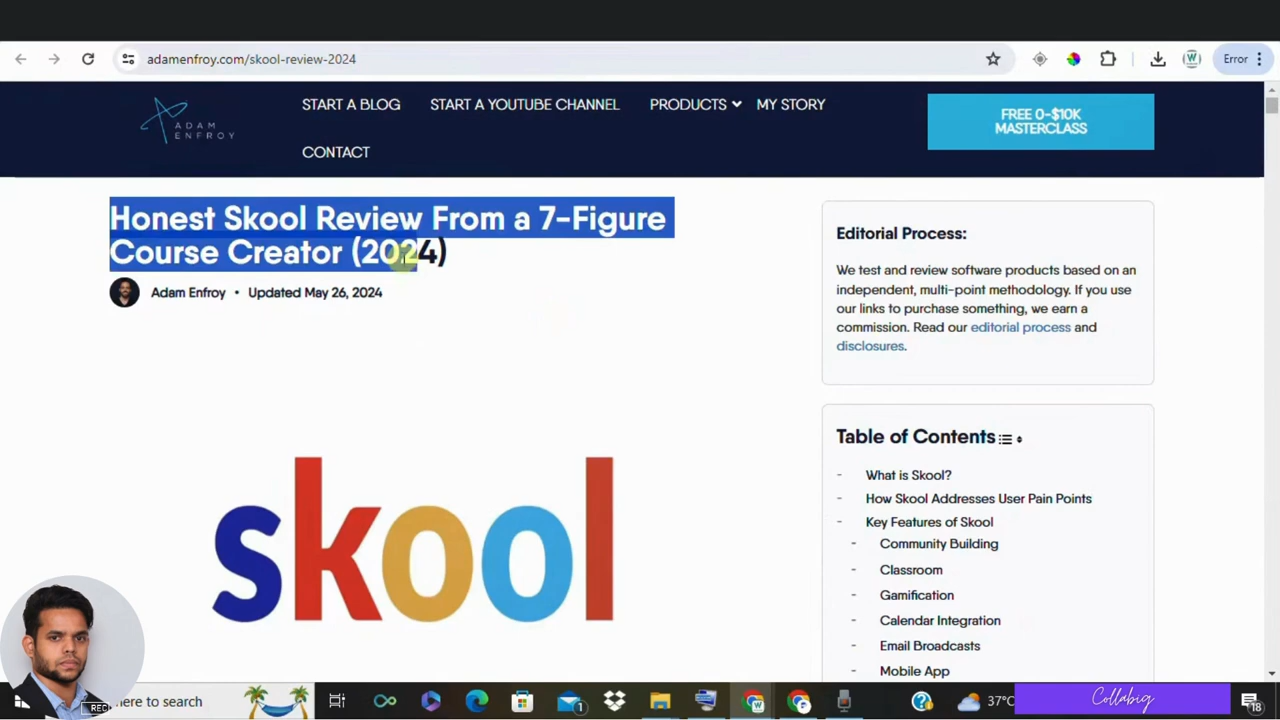 adamenfroy.com/skool-review-2024
Error
ADAM
ENFROY
START A BLOG
START A YOUTUBE CHANNEL
PRODUCTS
MY STORY
CONTACT
FREE 0-$10K
MASTERCLASS
Honest Skool Review From a 7-Figure
Course Creator (2024)
Adam Enfroy • Updated May 26, 2024
skool
Editorial Process:
We test and review software products based on an
independent, multi-point methodology. If you use
our links to purchase something, we earn a
commission. Read our editorial process and
disclosures.
Table of Contents
- What is Skool?
- How Skool Addresses User Pain Points
- Key Features of Skool
- Community Building
- Classroom
- Gamification
- Calendar Integration
- Email Broadcasts
- Mobile App
REC
here to search
1
37°C
Collabig
18